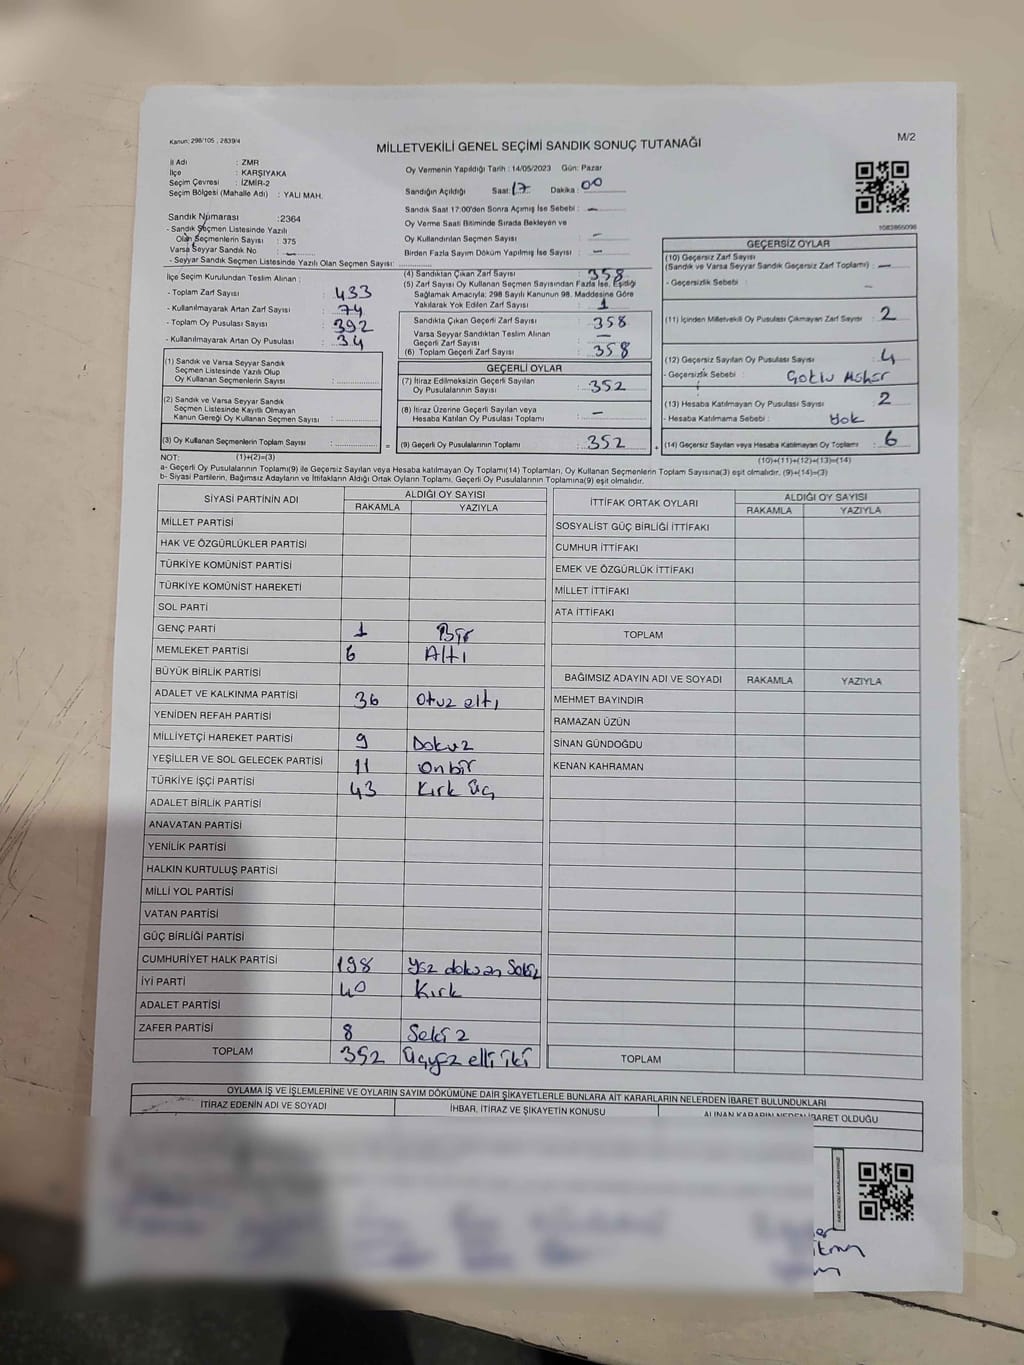 Kanun: 298/105 , 2839/4
M/2
MİLLETVEKİLİ GENEL SEÇİMİ SANDIK SONUÇ TUTANAĞI
İl Adı : ZMR
İlçe : KARŞIYAKA
Seçim Çevresi : İZMİR-2
Seçim Bölgesi (Mahalle Adı) : YALI MAH.
Oy Vermenin Yapıldığı Tarih : 14/05/2023 Gün: Pazar
Sandığın Açıldığı Saat: 17 Dakika : 00
Sandık Saat 17:00'den Sonra Açmış İse Sebebi : —
Oy Verme Saati Bitiminde Sırada Bekleyen ve
Oy Kullandırılan Seçmen Sayısı : —
Birden Fazla Sayım Döküm Yapılmış İse Sayısı : —
Sandık Numarası :2364
- Sandık Seçmen Listesinde Yazılı
Olan Seçmenlerin Sayısı : 375
Varsa Seyyar Sandık No : —
- Seyyar Sandık Seçmen Listesinde Yazılı Olan Seçmen Sayısı:
1083865098
İlçe Seçim Kurulundan Teslim Alınan :
- Toplam Zarf Sayısı : 433
- Kullanılmayarak Artan Zarf Sayısı : 74
- Toplam Oy Pusulası Sayısı : 392
- Kullanılmayarak Artan Oy Pusulası : 34
(1) Sandık ve Varsa Seyyar Sandık
Seçmen Listesinde Yazılı Olup
Oy Kullanan Seçmenlerin Sayısı :
(2) Sandık ve Varsa Seyyar Sandık
Seçmen Listesinde Kayıtlı Olmayan
Kanun Gereği Oy Kullanan Seçmen Sayısı :
(3) Oy Kullanan Seçmenlerin Toplam Sayısı :
(1)+(2)=(3)
(4) Sandıktan Çıkan Zarf Sayısı : 358
(5) Zarf Sayısı Oy Kullanan Seçmen Sayısından Fazla İse, Eşitliği
Sağlamak Amacıyla; 298 Sayılı Kanunun 98. Maddesine Göre
Yakılarak Yok Edilen Zarf Sayısı : 1
Sandıkta Çıkan Geçerli Zarf Sayısı : 358
Varsa Seyyar Sandıktan Teslim Alınan
Geçerli Zarf Sayısı : —
(6) Toplam Geçerli Zarf Sayısı : 358
GEÇERLİ OYLAR
(7) İtiraz Edilmeksizin Geçerli Sayılan
Oy Pusulalarının Sayısı : 352
(8) İtiraz Üzerine Geçerli Sayılan veya
Hesaba Katılan Oy Pusulası Toplamı : —
= (9) Geçerli Oy Pusulalarının Toplamı : 352 +
GEÇERSİZ OYLAR
(10) Geçersiz Zarf Sayısı
(Sandık ve Varsa Seyyar Sandık Geçersiz Zarf Toplamı) : —
- Geçersizlik Sebebi : —
(11) İçinden Milletvekili Oy Pusulası Çıkmayan Zarf Sayısı : 2
(12) Geçersiz Sayılan Oy Pusulası Sayısı : 4
- Geçersizlik Sebebi :
(13) Hesaba Katılmayan Oy Pusulası Sayısı : 2
- Hesaba Katılmama Sebebi : Yok
(14) Geçersiz Sayılan veya Hesaba Katılmayan Oy Toplamı : 6
(10)+(11)+(12)+(13)=(14)
NOT:
a- Geçerli Oy Pusulalarının Toplamı(9) ile Geçersiz Sayılan veya Hesaba katılmayan Oy Toplamı(14) Toplamları, Oy Kullanan Seçmenlerin Toplam Sayısına(3) eşit olmalıdır. (9)+(14)=(3)
b- Siyasi Partilerin, Bağımsız Adayların ve İttifakların Aldığı Ortak Oyların Toplamı, Geçerli Oy Pusulalarının Toplamına(9) eşit olmalıdır.
SİYASİ PARTİNİN ADI ALDIĞI OY SAYISI
RAKAMLA YAZIYLA
MİLLET PARTİSİ
HAK VE ÖZGÜRLÜKLER PARTİSİ
TÜRKİYE KOMÜNİST PARTİSİ
TÜRKİYE KOMÜNİST HAREKETİ
SOL PARTİ
GENÇ PARTİ 1 Bir
MEMLEKET PARTİSİ 6 Altı
BÜYÜK BİRLİK PARTİSİ
ADALET VE KALKINMA PARTİSİ 36 Otuz altı
YENİDEN REFAH PARTİSİ
MİLLİYETÇİ HAREKET PARTİSİ 9 Dokuz
YEŞİLLER VE SOL GELECEK PARTİSİ 11 onbir
TÜRKİYE İŞÇİ PARTİSİ 43 Kırk üç
ADALET BİRLİK PARTİSİ
ANAVATAN PARTİSİ
YENİLİK PARTİSİ
HALKIN KURTULUŞ PARTİSİ
MİLLİ YOL PARTİSİ
VATAN PARTİSİ
GÜÇ BİRLİĞİ PARTİSİ
CUMHURİYET HALK PARTİSİ 198 yüz doksan sekiz
İYİ PARTİ 40 Kırk
ADALET PARTİSİ
ZAFER PARTİSİ 8 Sekiz
TOPLAM 352 üçyüz elli iki
İTTİFAK ORTAK OYLARI ALDIĞI OY SAYISI
RAKAMLA YAZIYLA
SOSYALİST GÜÇ BİRLİĞİ İTTİFAKI
CUMHUR İTTİFAKI
EMEK VE ÖZGÜRLÜK İTTİFAKI
MİLLET İTTİFAKI
ATA İTTİFAKI
TOPLAM
BAĞIMSIZ ADAYIN ADI VE SOYADI RAKAMLA YAZIYLA
MEHMET BAYINDIR
RAMAZAN ÜZÜN
SİNAN GÜNDOĞDU
KENAN KAHRAMAN
TOPLAM
OYLAMA İŞ VE İŞLEMLERİNE VE OYLARIN SAYIM DÖKÜMÜNE DAİR ŞİKAYETLERLE BUNLARA AİT KARARLARIN NELERDEN İBARET BULUNDUKLARI
İTİRAZ EDENİN ADI VE SOYADI İHBAR, İTİRAZ VE ŞİKAYETİN KONUSU ALINAN KARARIN NEDEN İBARET OLDUĞU